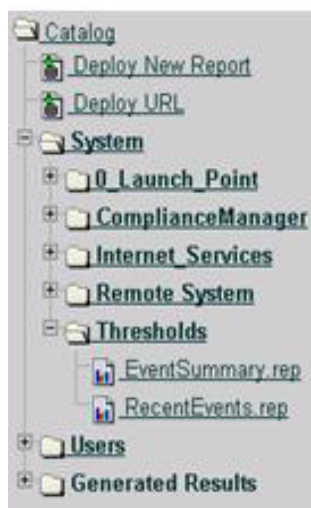 Catalog
Deploy New Report
Deploy URL
System
0_Launch_Point
ComplianceManager
Internet_Services
Remote System
Thresholds
EventSummary.rep
RecentEvents.rep
Users
Generated Results